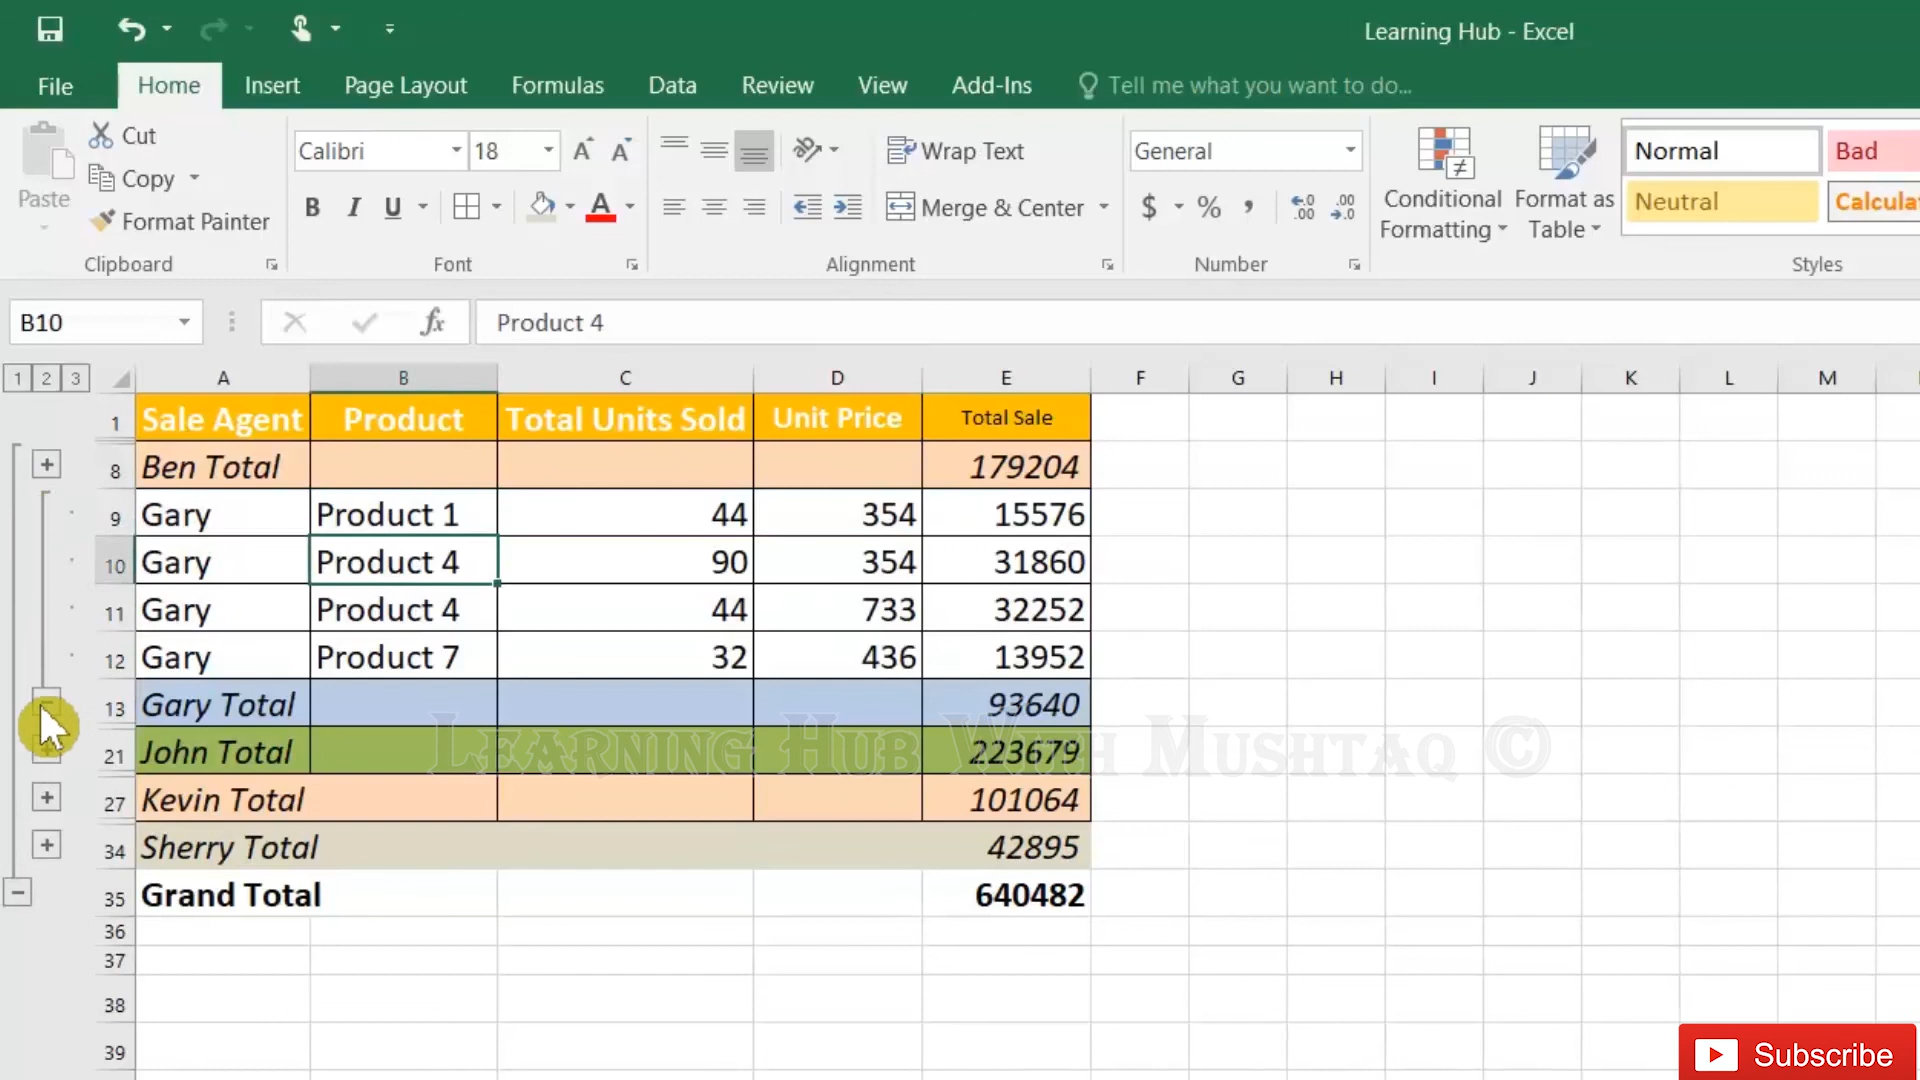 Learning Hub - Excel
File Home Insert Page Layout Formulas Data Review View Add-Ins Tell me what you want to do...
Cut
Copy
Format Painter
Paste
Clipboard
Calibri 18
B I U A
Font
Wrap Text
Merge & Center
Alignment
General
$ % ,
Number
Conditional Formatting
Format as Table
Normal Bad
Neutral Calcula
Styles
B10 fx Product 4
1 2 3 A B C D E F G H I J K L M
1 Sale Agent Product Total Units Sold Unit Price Total Sale
8 Ben Total 179204
9 Gary Product 1 44 354 15576
10 Gary Product 4 90 354 31860
11 Gary Product 4 44 733 32252
12 Gary Product 7 32 436 13952
13 Gary Total 93640
21 John Total 223679
Learning Hub With Mushtaq ©
27 Kevin Total 101064
34 Sherry Total 42895
35 Grand Total 640482
36
37
38
39
Subscribe